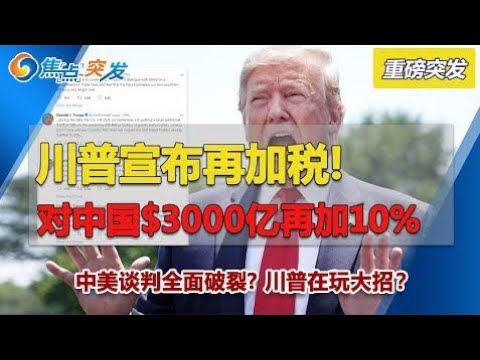 焦点突发
重磅突发
Donald J. Trump
川普宣布再加税!
对中国$3000亿再加10%
中美谈判全面破裂?川普在玩大招?